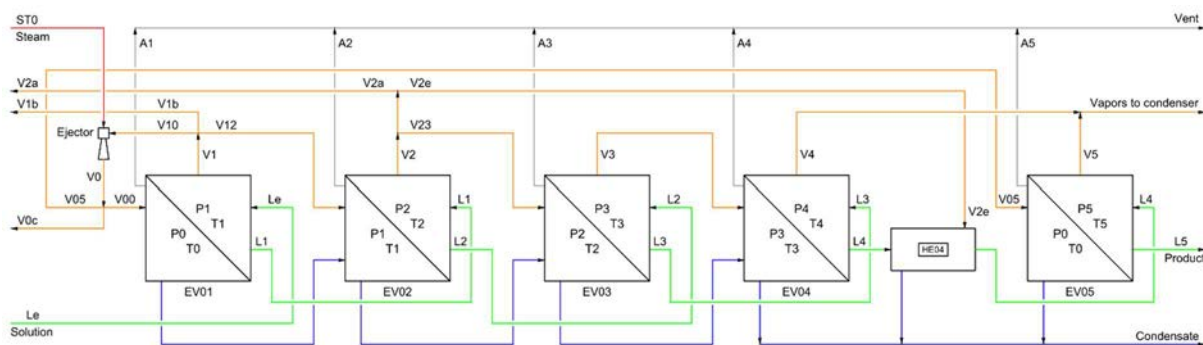 ST0
Steam
Vent
A1
A2
A3
A4
A5
V2a
V2a
V2e
V1b
V1b
Vapors to condenser
Ejector
V10
V12
V23
V1
V2
V3
V4
V5
V0
V05
V00
V0c
V05
V2e
P1
T1
P0
T0
Le
L1
EV01
P2
T2
P1
T1
L1
L2
EV02
P3
T3
P2
T2
L2
L3
EV03
P4
T4
P3
T3
L3
L4
EV04
HE04
P5
T5
P0
T0
L4
L5
Product
EV05
Le
Solution
Condensate